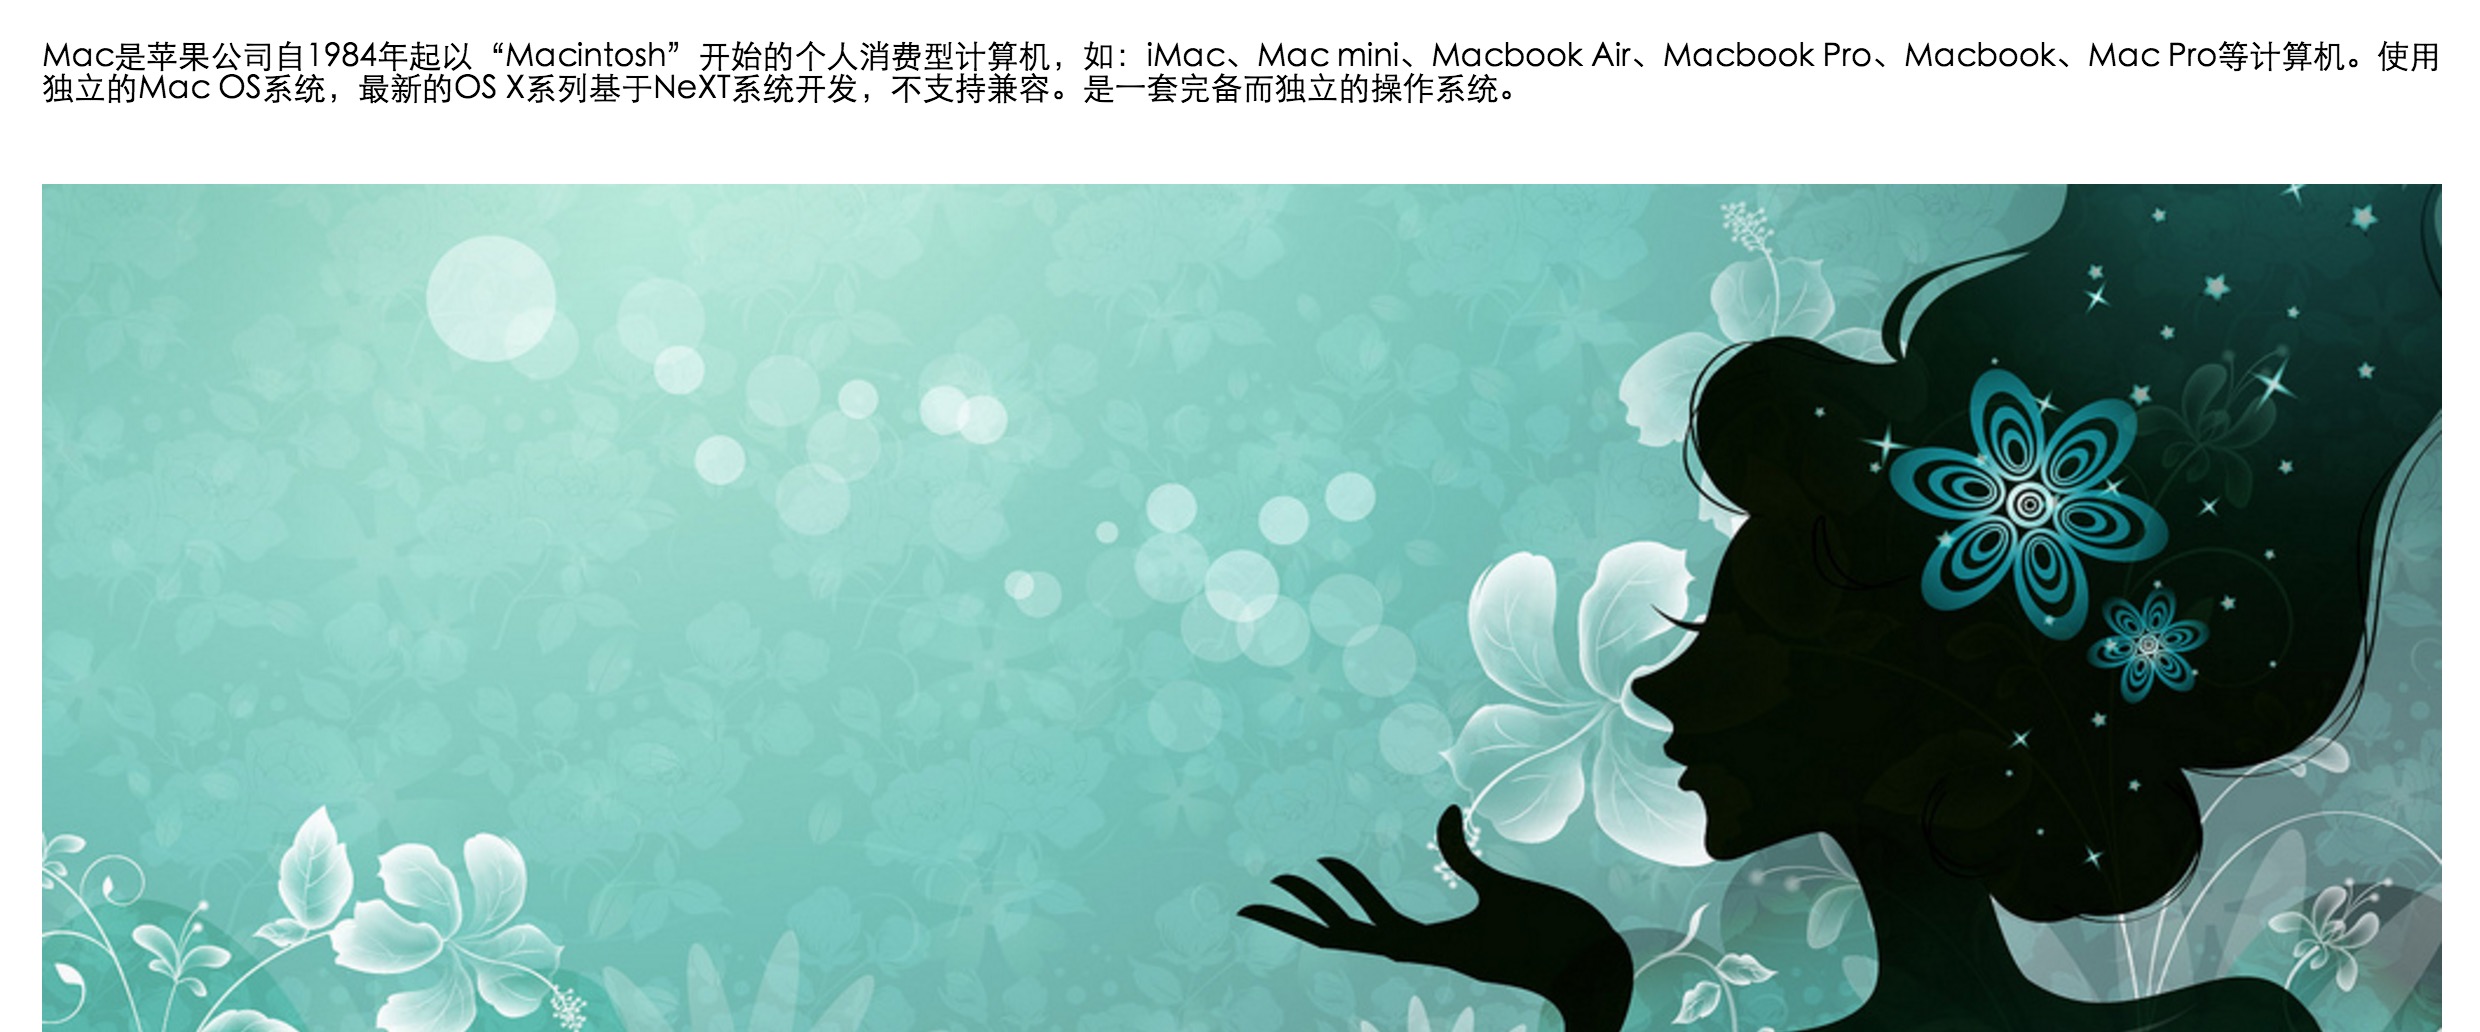 Mac是苹果公司自1984年起以“Macintosh”开始的个人消费型计算机，如：iMac、Mac mini、Macbook Air、Macbook Pro、Macbook、Mac Pro等计算机。使用
独立的Mac OS系统，最新的OS X系列基于NeXT系统开发，不支持兼容。是一套完备而独立的操作系统。